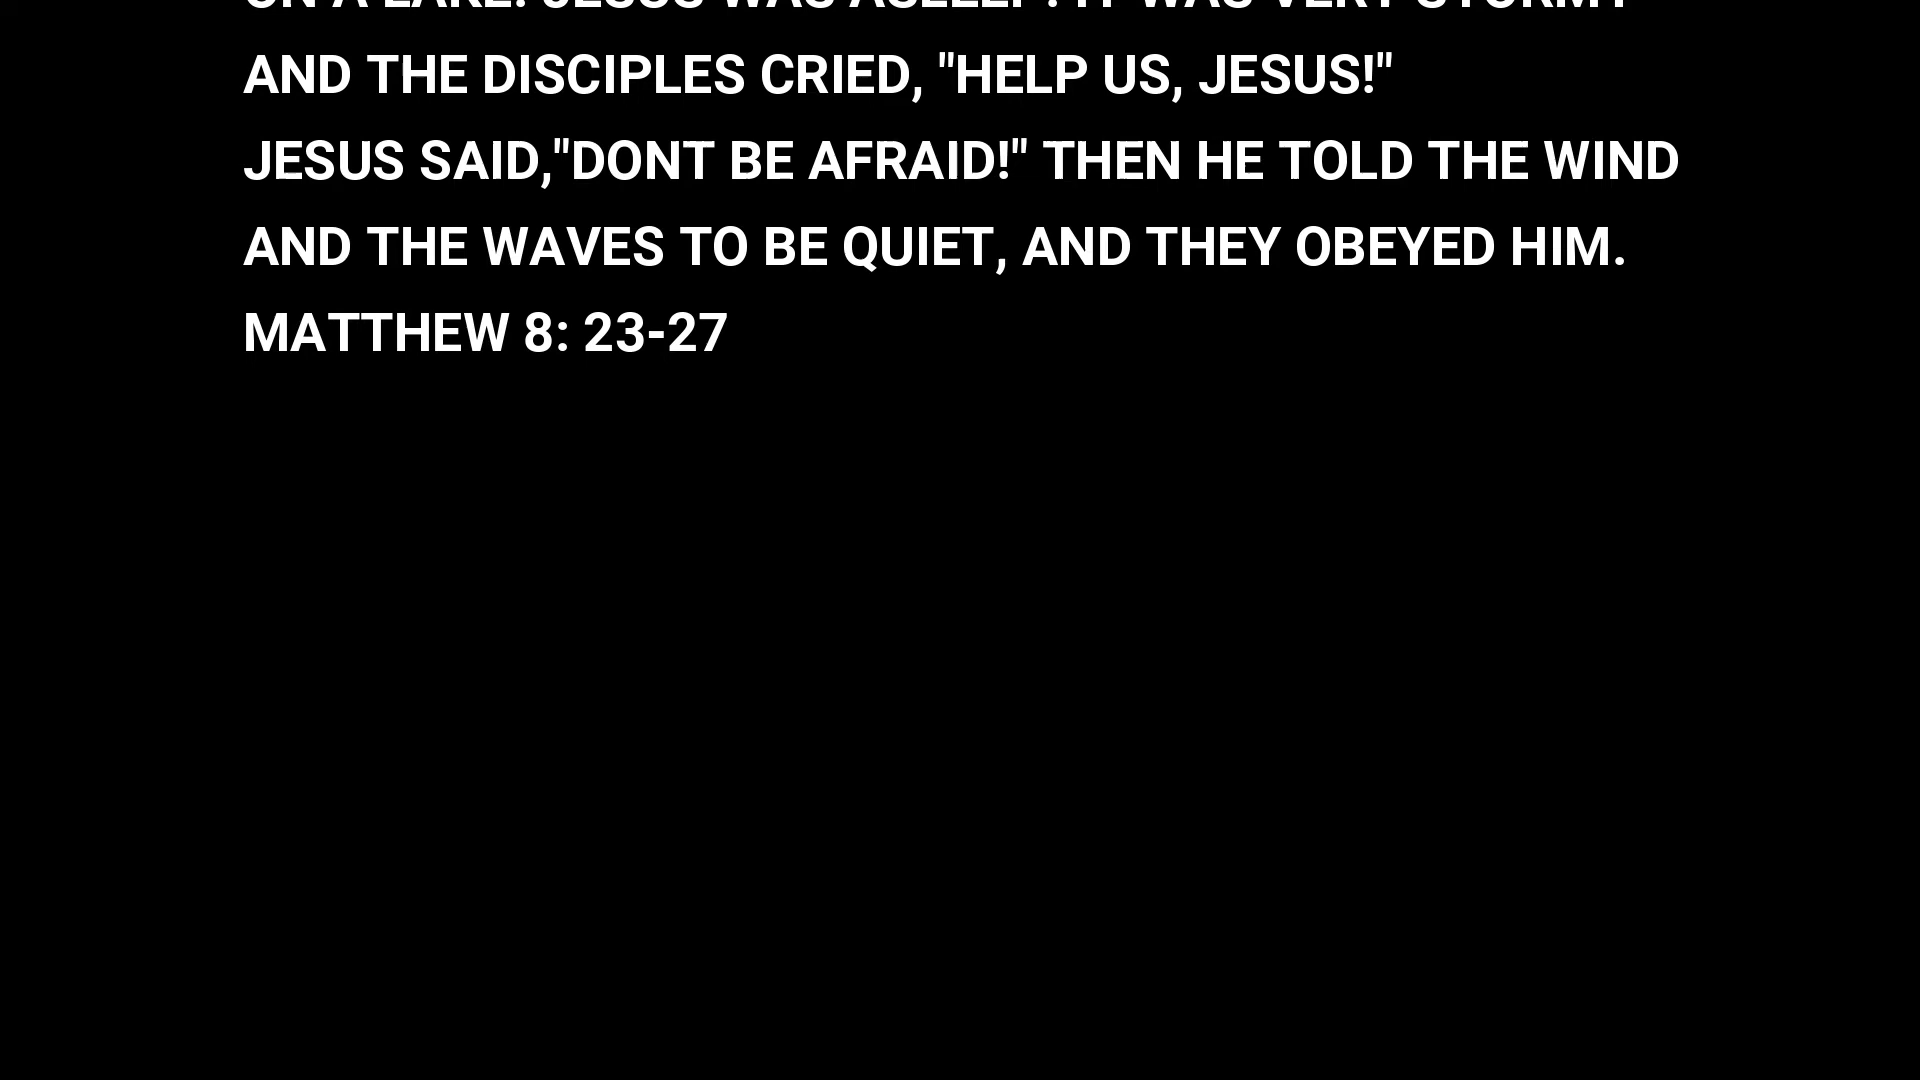 ON A LAKE. JESUS WAS ASLEEP. IT WAS VERY STORMY
AND THE DISCIPLES CRIED, "HELP US, JESUS!"
JESUS SAID,"DONT BE AFRAID!" THEN HE TOLD THE WIND
AND THE WAVES TO BE QUIET, AND THEY OBEYED HIM.
MATTHEW 8: 23-27